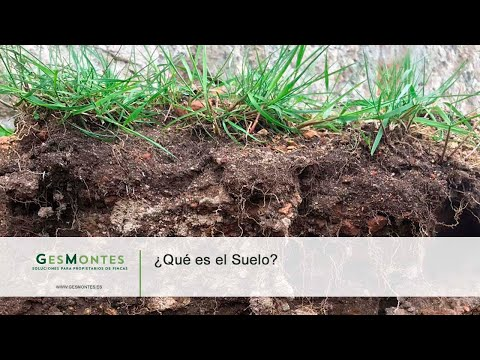 GESMONTES
SOLUCIONES PARA PROPIETARIOS DE FINCAS
WWW.GESMONTES.ES
¿Qué es el Suelo?